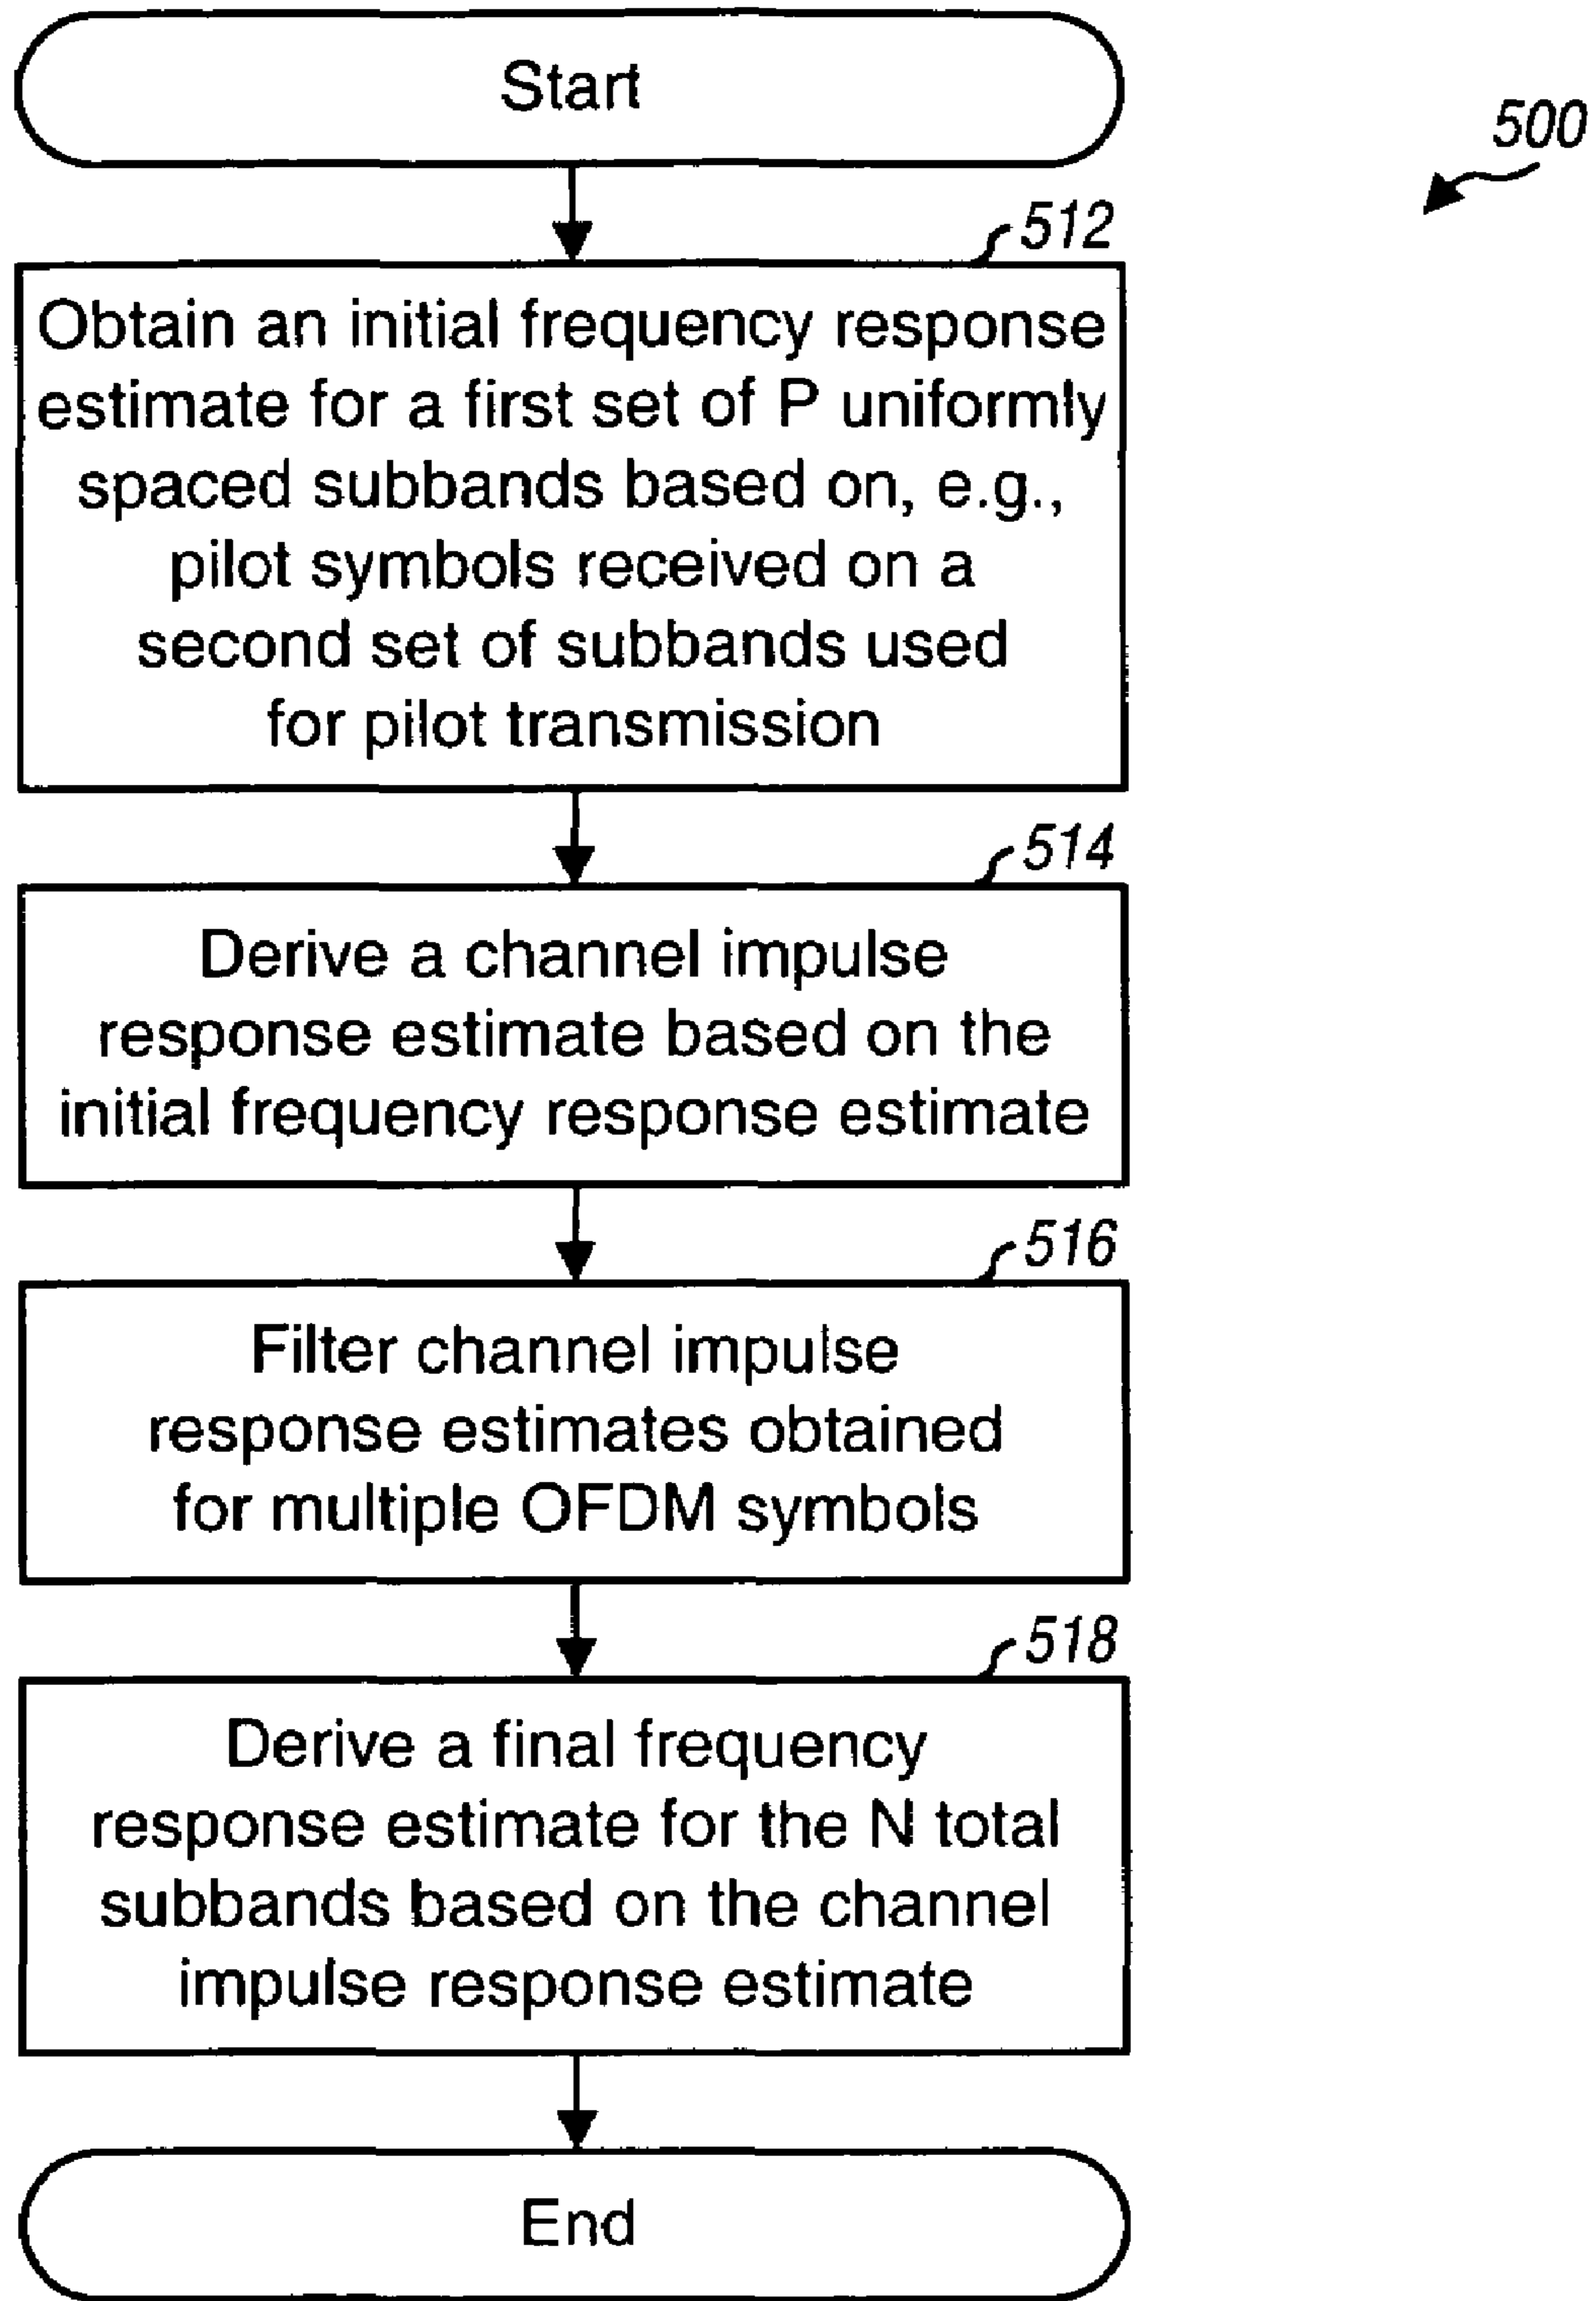 Start
500
512
Obtain an initial frequency response
estimate for a first set of P uniformly
spaced subbands based on, e.g.,
pilot symbols received on a
second set of subbands used
for pilot transmission
514
Derive a channel impulse
response estimate based on the
initial frequency response estimate
516
Filter channel impulse
response estimates obtained
for multiple OFDM symbols
518
Derive a final frequency
response estimate for the N total
subbands based on the channel
impulse response estimate
End